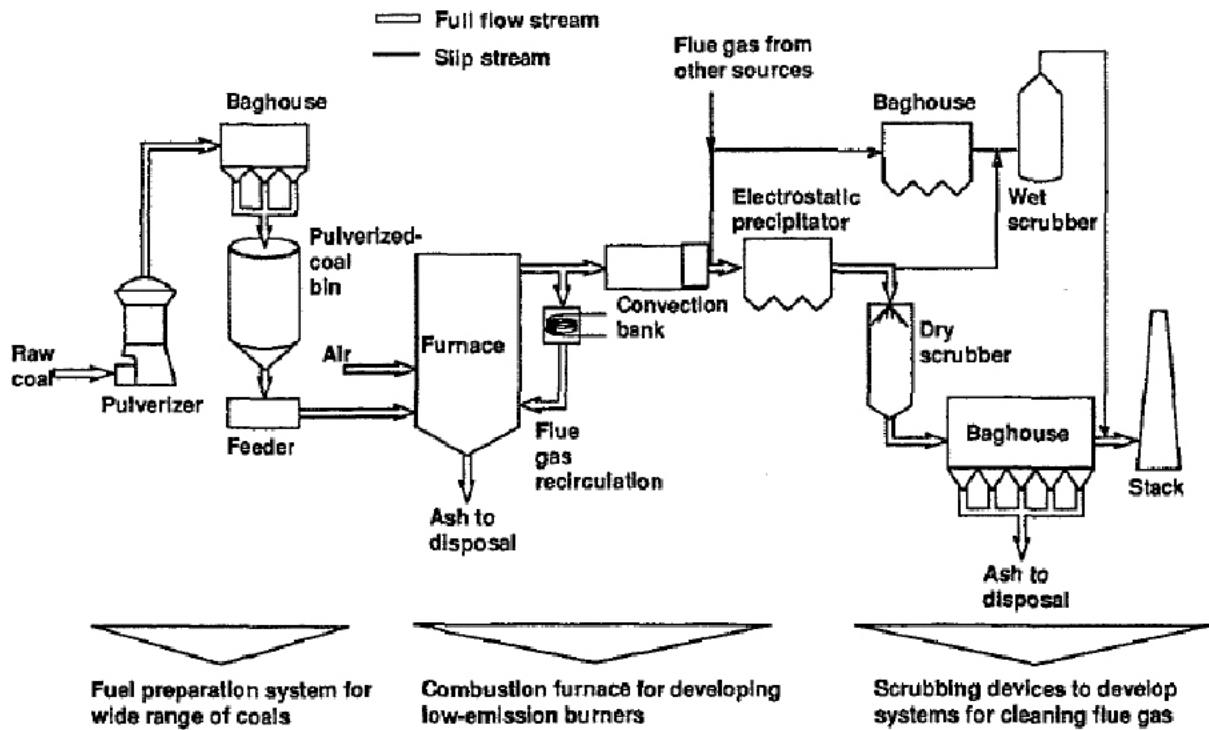 Full flow stream
Slip stream
Flue gas from
other sources
Baghouse
Baghouse
Wet
scrubber
Electrostatic
precipitator
Pulverized-
coal
bin
Convection
bank
Dry
scrubber
Raw
coal
Air
Furnace
Pulverizer
Feeder
Flue
gas
recirculation
Baghouse
Stack
Ash to
disposal
Ash to
disposal
Fuel preparation system for
wide range of coals
Combustion furnace for developing
low-emission burners
Scrubbing devices to develop
systems for cleaning flue gas